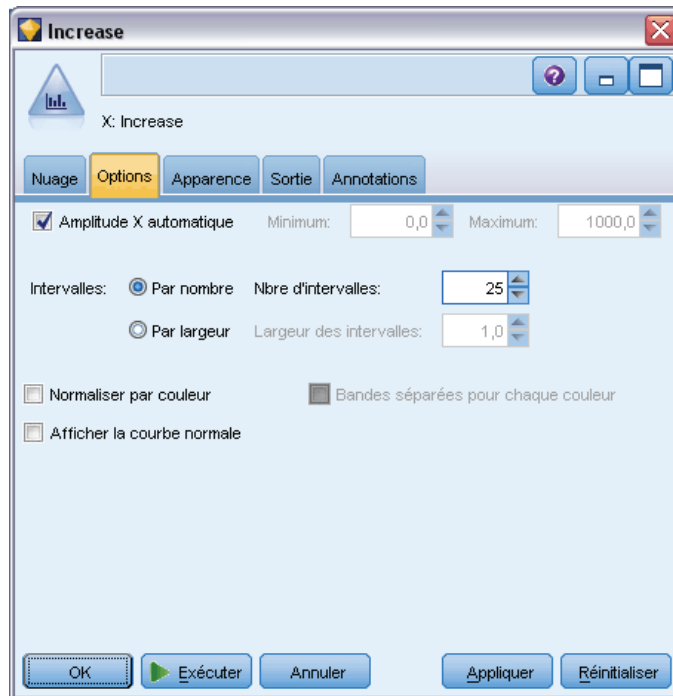 Increase
X: Increase
Nuage Options Apparence Sortie Annotations
Amplitude X automatique Minimum: 0,0 Maximum: 1000,0
Intervalles: Par nombre Nbre d'intervalles: 25
Par largeur Largeur des intervalles: 1,0
Normaliser par couleur Bandes séparées pour chaque couleur
Afficher la courbe normale
OK Exécuter Annuler Appliquer Réinitialiser